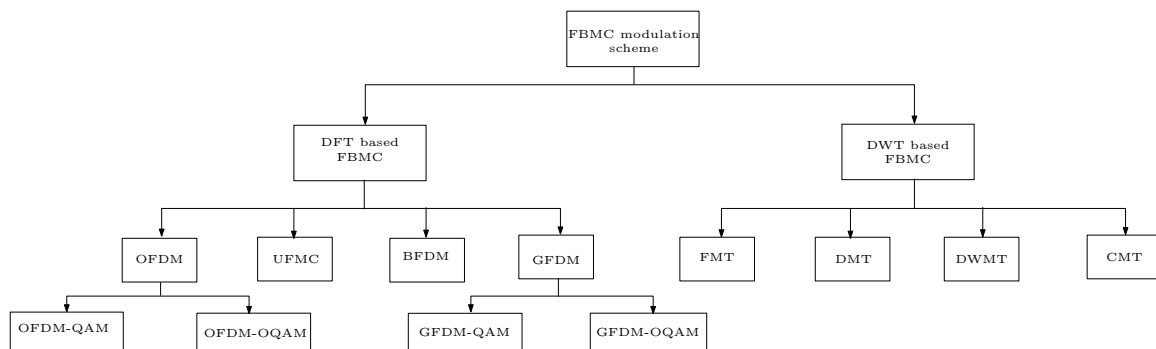 FBMC modulation
scheme
DFT based
FBMC
DWT based
FBMC
OFDM
UFMC
BFDM
GFDM
FMT
DMT
DWMT
CMT
OFDM-QAM
OFDM-OQAM
GFDM-QAM
GFDM-OQAM